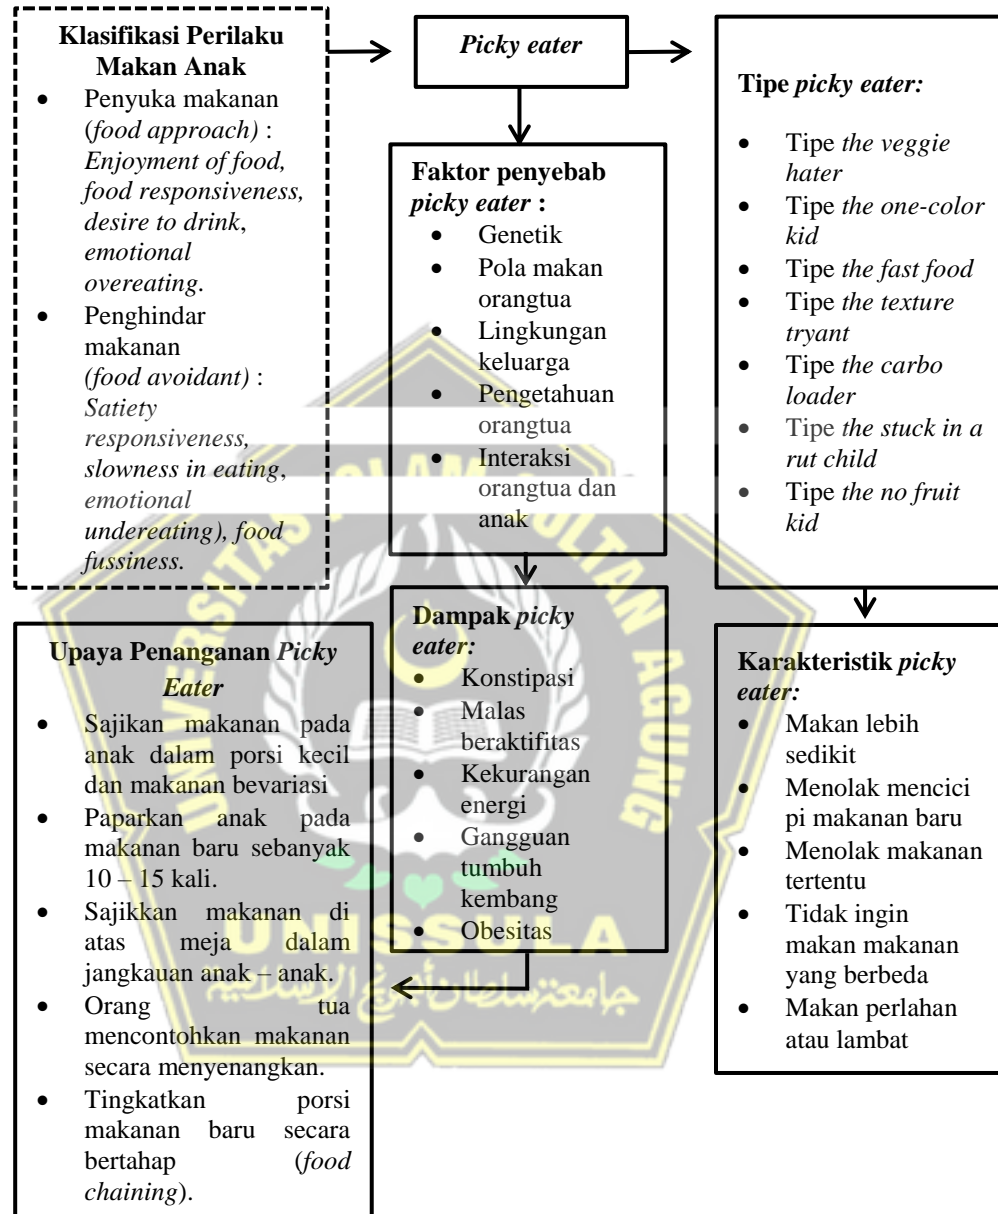 Klasifikasi Perilaku
Makan Anak
• Penyuka makanan
(food approach) :
Enjoyment of food,
food responsiveness,
desire to drink,
emotional
overeating.
• Penghindar
makanan
(food avoidant) :
Satiety
responsiveness,
slowness in eating,
emotional
undereating), food
fussiness.
Picky eater
Faktor penyebab
picky eater :
• Genetik
• Pola makan
orangtua
• Lingkungan
keluarga
• Pengetahuan
orangtua
• Interaksi
orangtua dan
anak
Tipe picky eater:
• Tipe the veggie
hater
• Tipe the one-color
kid
• Tipe the fast food
• Tipe the texture
tryant
• Tipe the carbo
loader
• Tipe the stuck in a
rut child
• Tipe the no fruit
kid
Upaya Penanganan Picky
Eater
• Sajikan makanan pada
anak dalam porsi kecil
dan makanan bevariasi
• Paparkan anak pada
makanan baru sebanyak
10 – 15 kali.
• Sajikkan makanan di
atas meja dalam
jangkauan anak – anak.
• Orang tua
mencontohkan makanan
secara menyenangkan.
• Tingkatkan porsi
makanan baru secara
bertahap (food
chaining).
Dampak picky
eater:
• Konstipasi
• Malas
beraktifitas
• Kekurangan
energi
• Gangguan
tumbuh
kembang
• Obesitas
Karakteristik picky
eater:
• Makan lebih
sedikit
• Menolak mencici
pi makanan baru
• Menolak makanan
tertentu
• Tidak ingin
makan makanan
yang berbeda
• Makan perlahan
atau lambat
UNIVERSITAS ISLAM SULTAN AGUNG
UNISSULA
جامعة سلطان أجونج الإسلامية